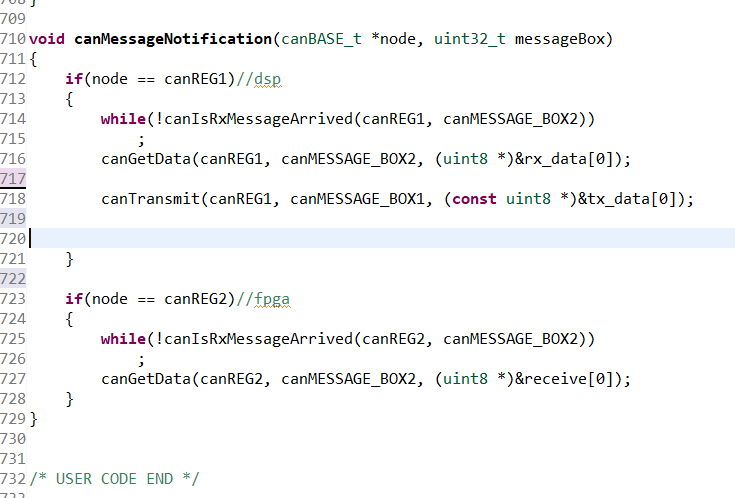 709
710 void canMessageNotification(canBASE_t *node, uint32_t messageBox)
711 {
712     if(node == canREG1)//dsp
713     {
714         while(!canIsRxMessageArrived(canREG1, canMESSAGE_BOX2))
715             ;
716         canGetData(canREG1, canMESSAGE_BOX2, (uint8 *)&rx_data[0]);
717
718         canTransmit(canREG1, canMESSAGE_BOX1, (const uint8 *)&tx_data[0]);
719
720
721     }
722
723     if(node == canREG2)//fpga
724     {
725         while(!canIsRxMessageArrived(canREG2, canMESSAGE_BOX2))
726             ;
727         canGetData(canREG2, canMESSAGE_BOX2, (uint8 *)&receive[0]);
728     }
729 }
730
731
732 /* USER CODE END */